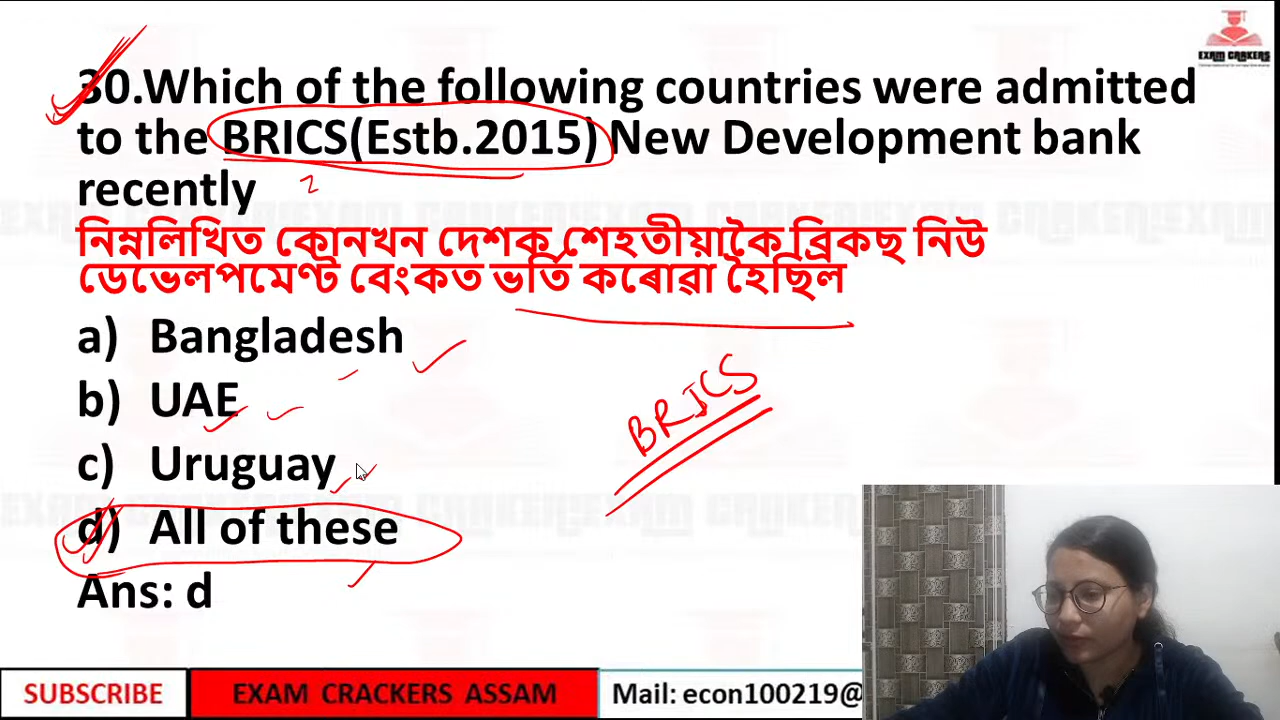 EXAM CRAKERS
30.Which of the following countries were admitted
to the BRICS(Estb.2015) New Development bank
recently
নিম্নলিখিত কোনখন দেশক শেহতীয়াকৈ ব্ৰিকছ নিউ
ডেভেলপমেণ্ট বেংকত ভৰ্তি কৰোৱা হৈছিল
a) Bangladesh
b) UAE
BRICS
c) Uruguay
d) All of these
Ans: d
SUBSCRIBE EXAM CRACKERS ASSAM Mail: econ100219@